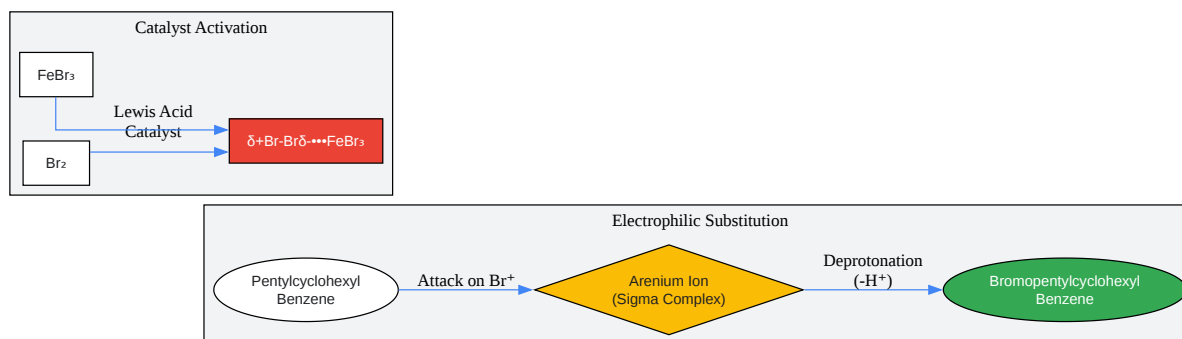 Catalyst Activation
FeBr₃
Lewis Acid
Catalyst
δ+Br-Brδ-•••FeBr₃
Br₂
Electrophilic Substitution
Pentylcyclohexyl
Benzene
Attack on Br⁺
Arenium Ion
(Sigma Complex)
Deprotonation
(-H⁺)
Bromopentylcyclohexyl
Benzene